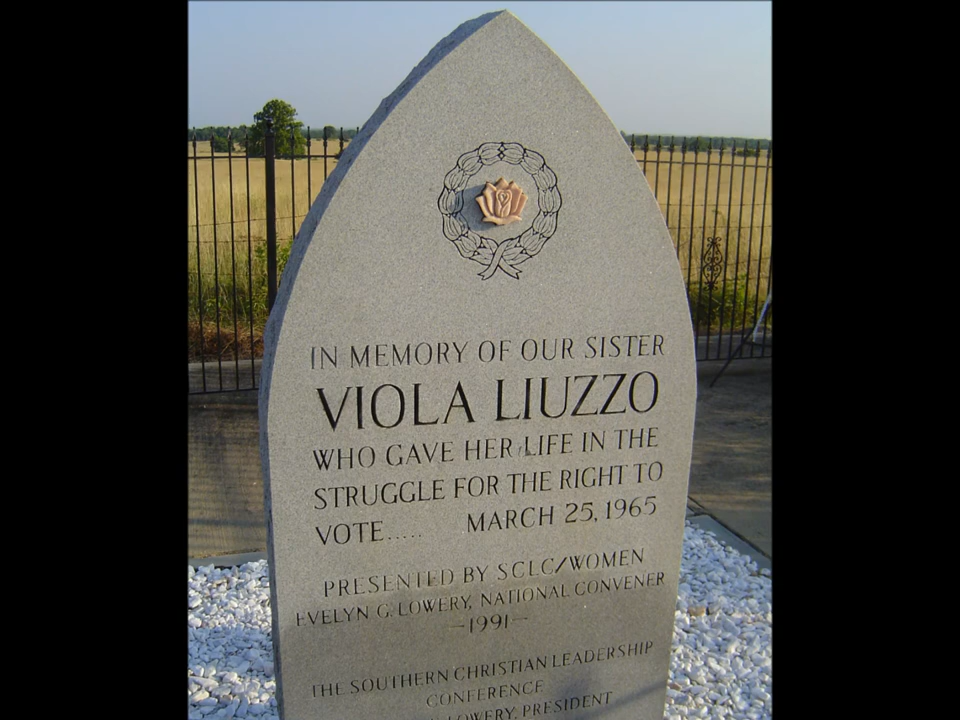 IN MEMORY OF OUR SISTER
VIOLA LIUZZO
WHO GAVE HER LIFE IN THE
STRUGGLE FOR THE RIGHT TO
VOTE..... MARCH 25, 1965
PRESENTED BY SCLC/WOMEN
EVELYN G. LOWERY, NATIONAL CONVENER
—1991—
THE SOUTHERN CHRISTIAN LEADERSHIP
CONFERENCE
LOWERY, PRESIDENT